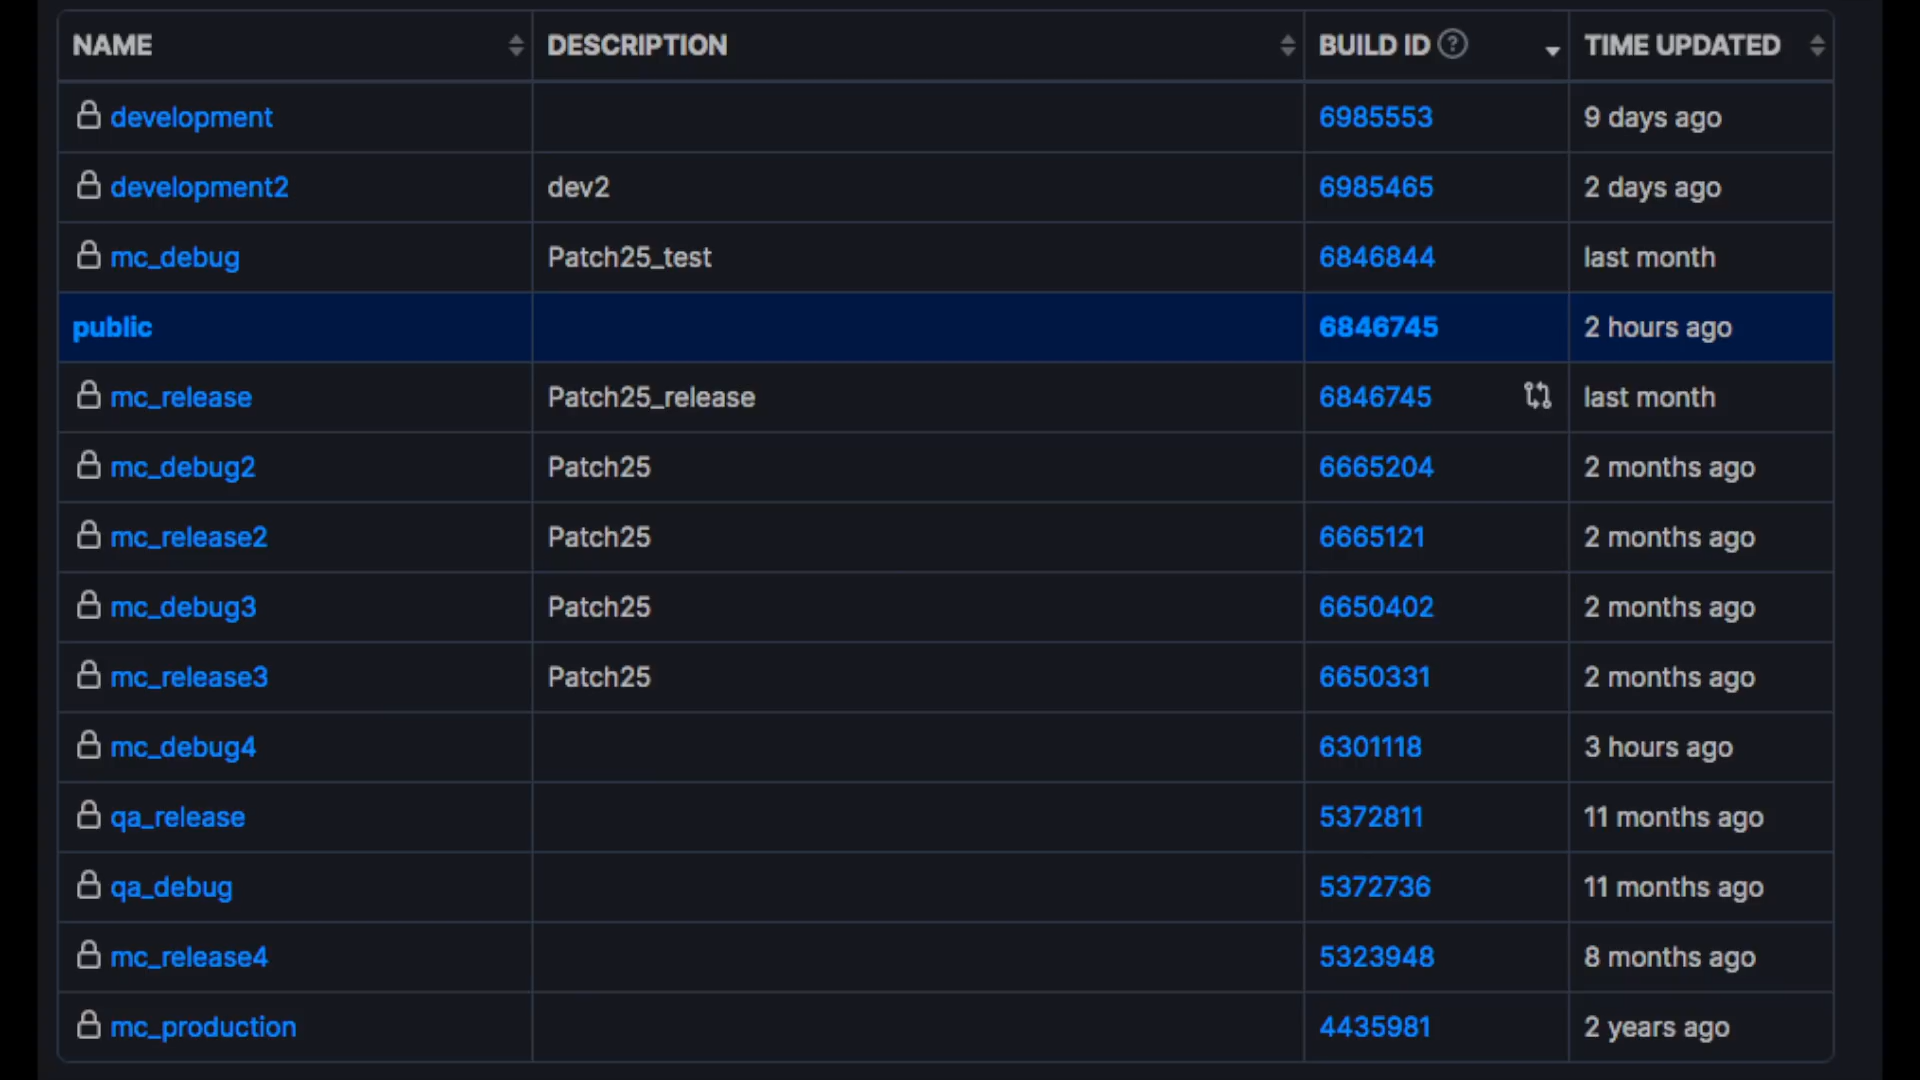 NAME DESCRIPTION BUILD ID ? TIME UPDATED
development 6985553 9 days ago
development2 dev2 6985465 2 days ago
mc_debug Patch25_test 6846844 last month
public 6846745 2 hours ago
mc_release Patch25_release 6846745 last month
mc_debug2 Patch25 6665204 2 months ago
mc_release2 Patch25 6665121 2 months ago
mc_debug3 Patch25 6650402 2 months ago
mc_release3 Patch25 6650331 2 months ago
mc_debug4 6301118 3 hours ago
qa_release 5372811 11 months ago
qa_debug 5372736 11 months ago
mc_release4 5323948 8 months ago
mc_production 4435981 2 years ago